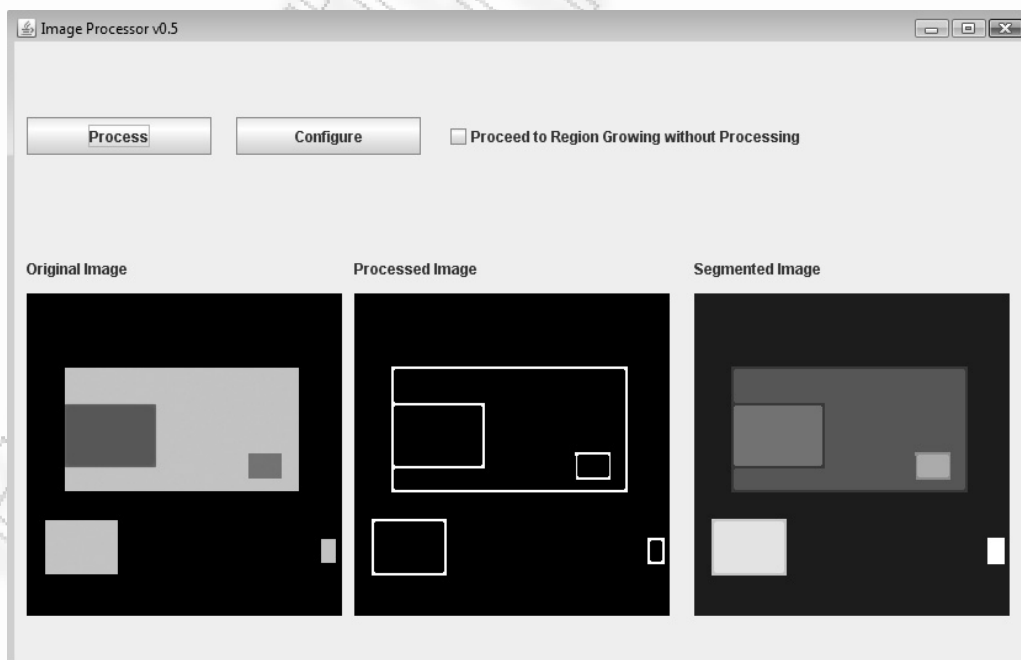 Image Processor v0.5
Process Configure Proceed to Region Growing without Processing
Original Image Processed Image Segmented Image